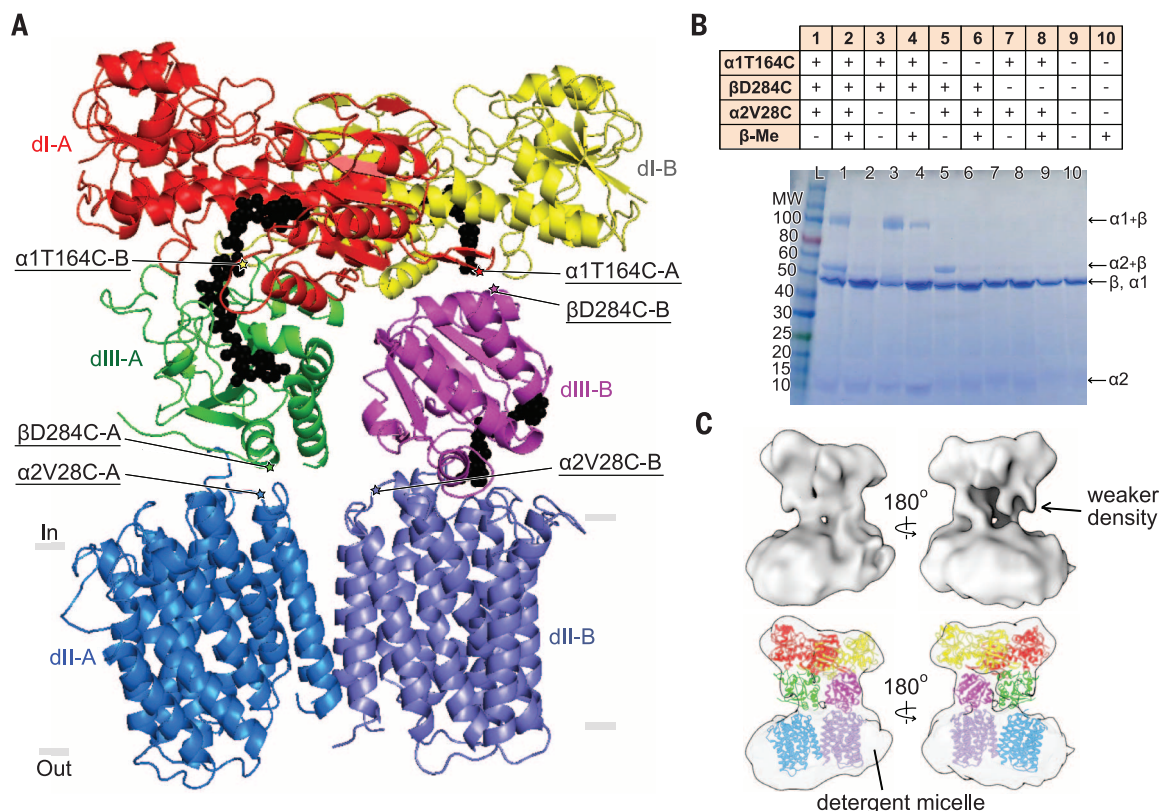 A
dI-A
dI-B
α1T164C-B
α1T164C-A
βD284C-B
dIII-A
dIII-B
βD284C-A
α2V28C-A
α2V28C-B
In
dII-A
dII-B
Out
B
1 2 3 4 5 6 7 8 9 10
α1T164C + + + + - - + + - -
βD284C + + + + + + - - - -
α2V28C + + - - + + + + - -
β-Me - + - + - + - + - +
L 1 2 3 4 5 6 7 8 9 10
MW
100
80
60
50
40
30
25
20
15
10
←α1+β
←α2+β
←β, α1
←α2
C
180°
weaker
density
180°
detergent micelle